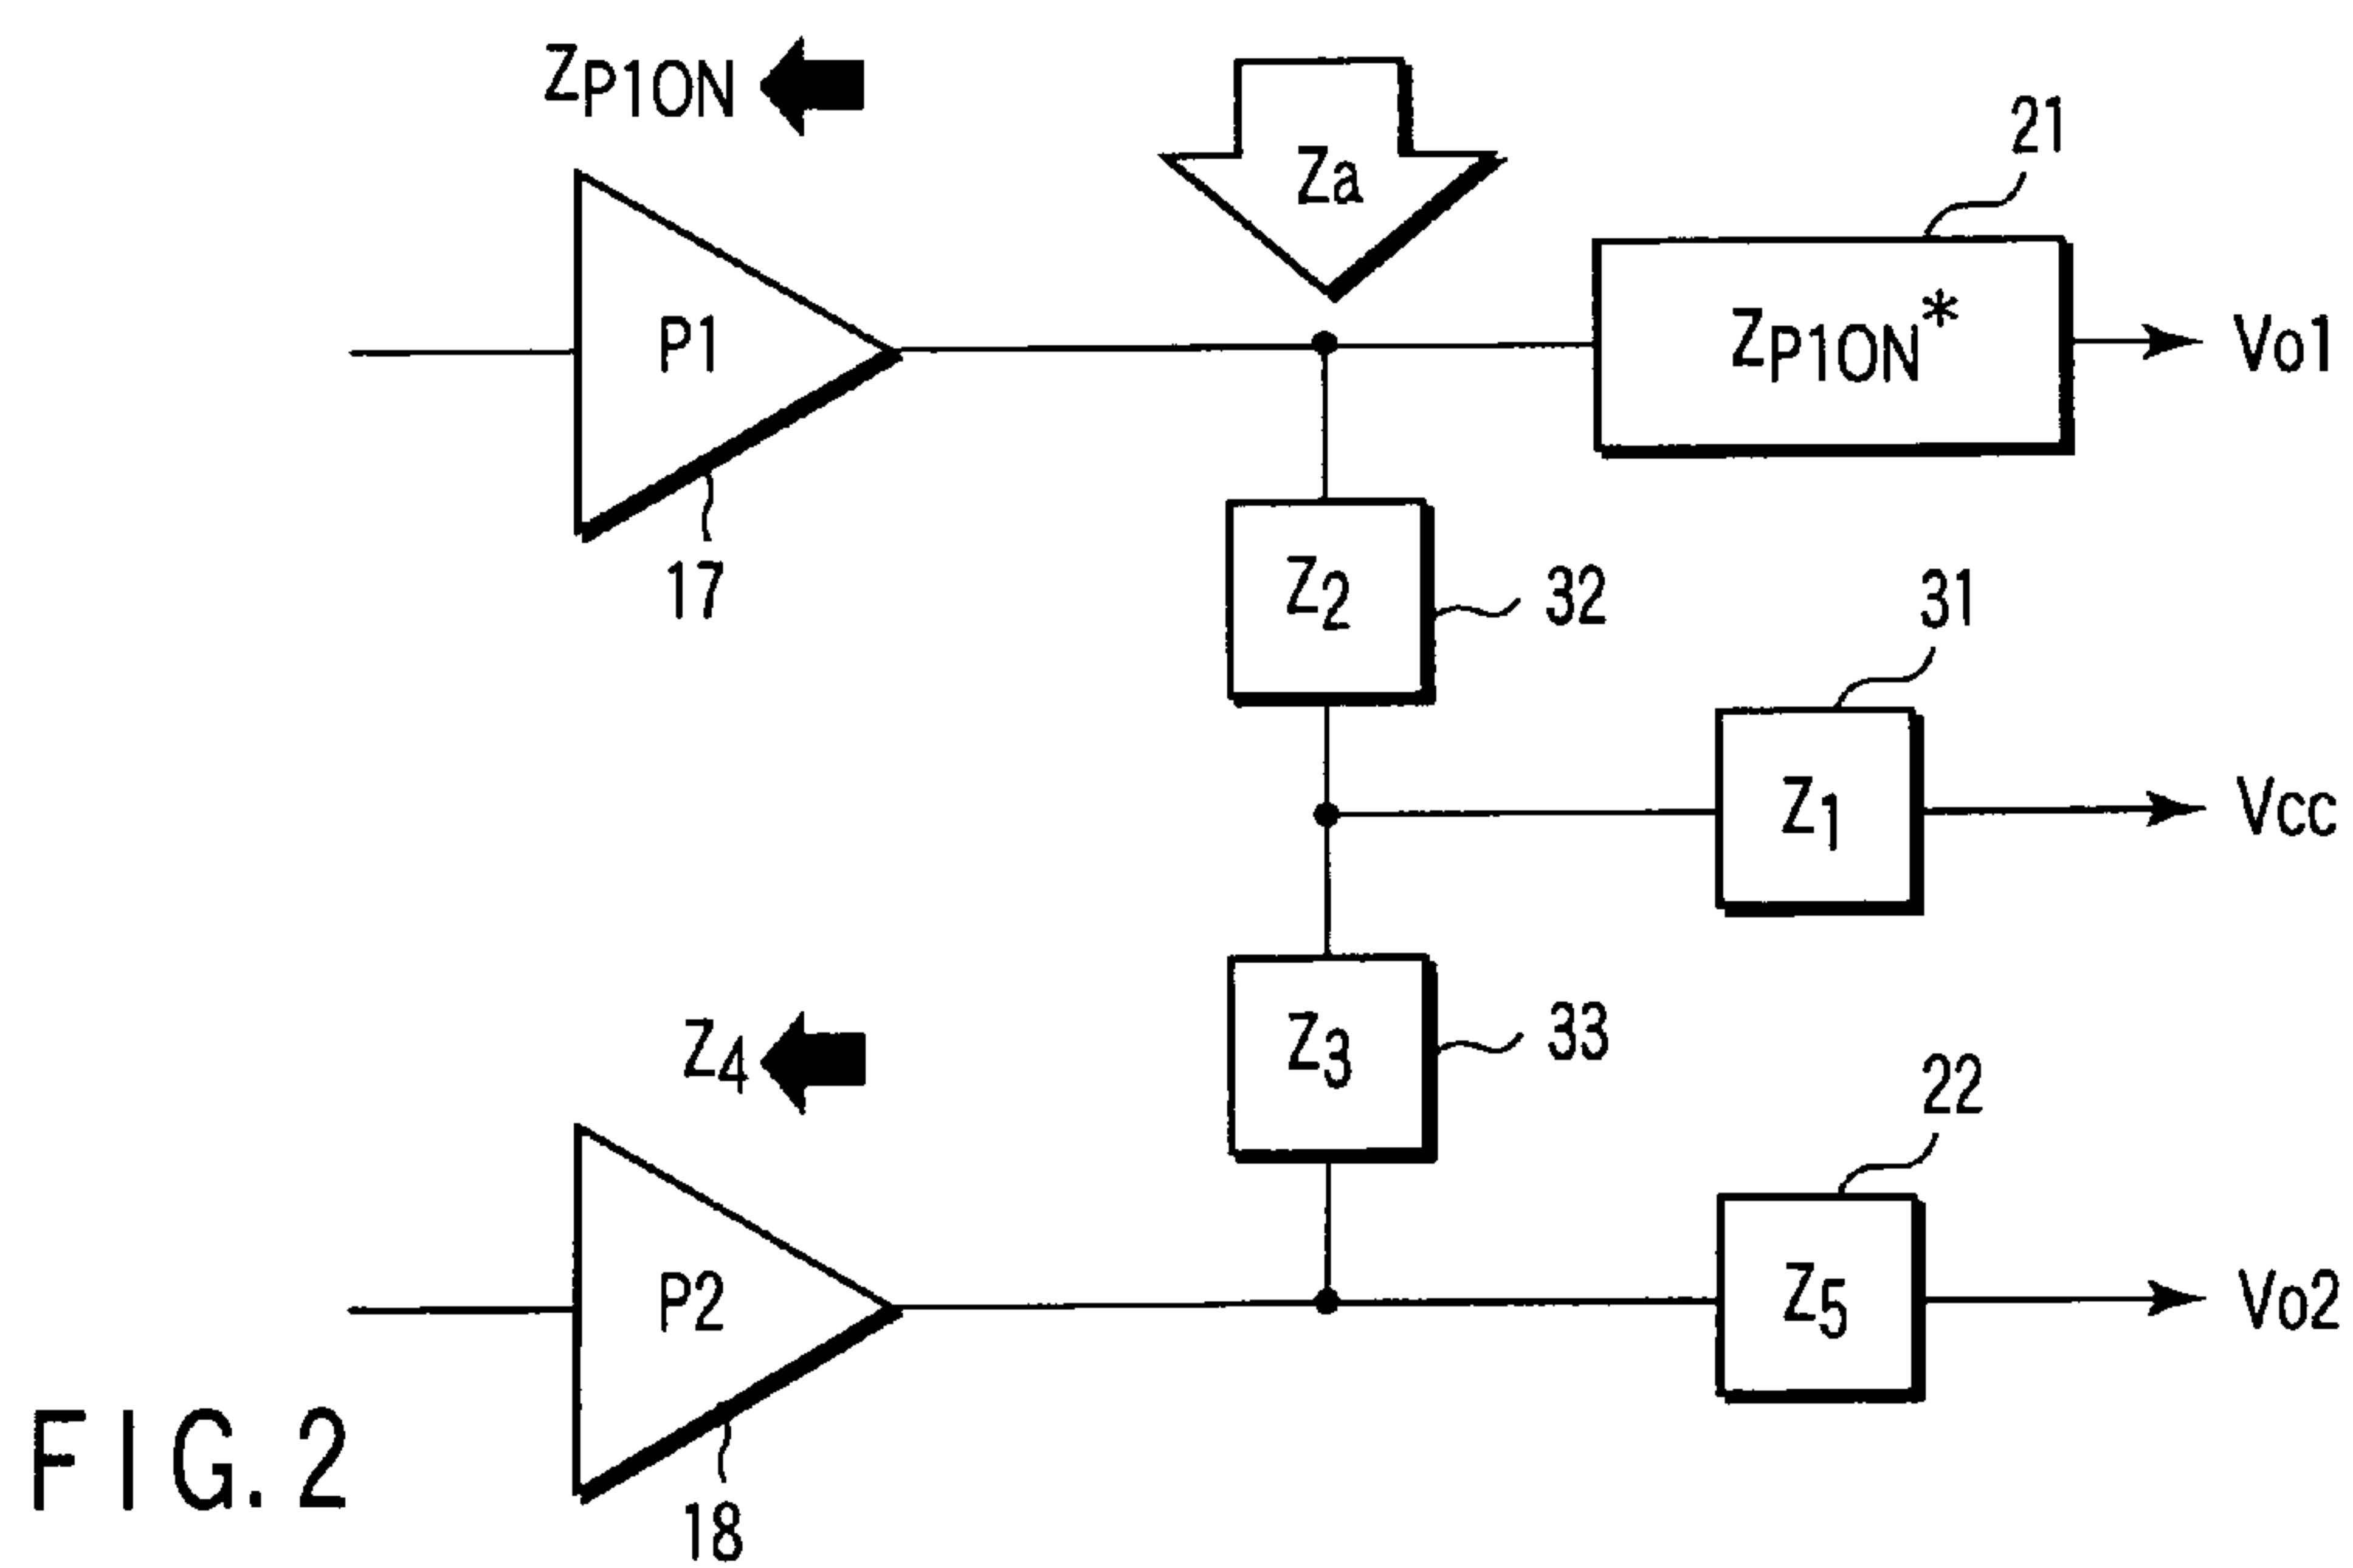 ZP1ON
Za
21
P1
ZP1ON*
Vo1
17
Z2
32
31
Z1
Vcc
Z4
Z3
33
22
P2
Z5
Vo2
18
FIG. 2